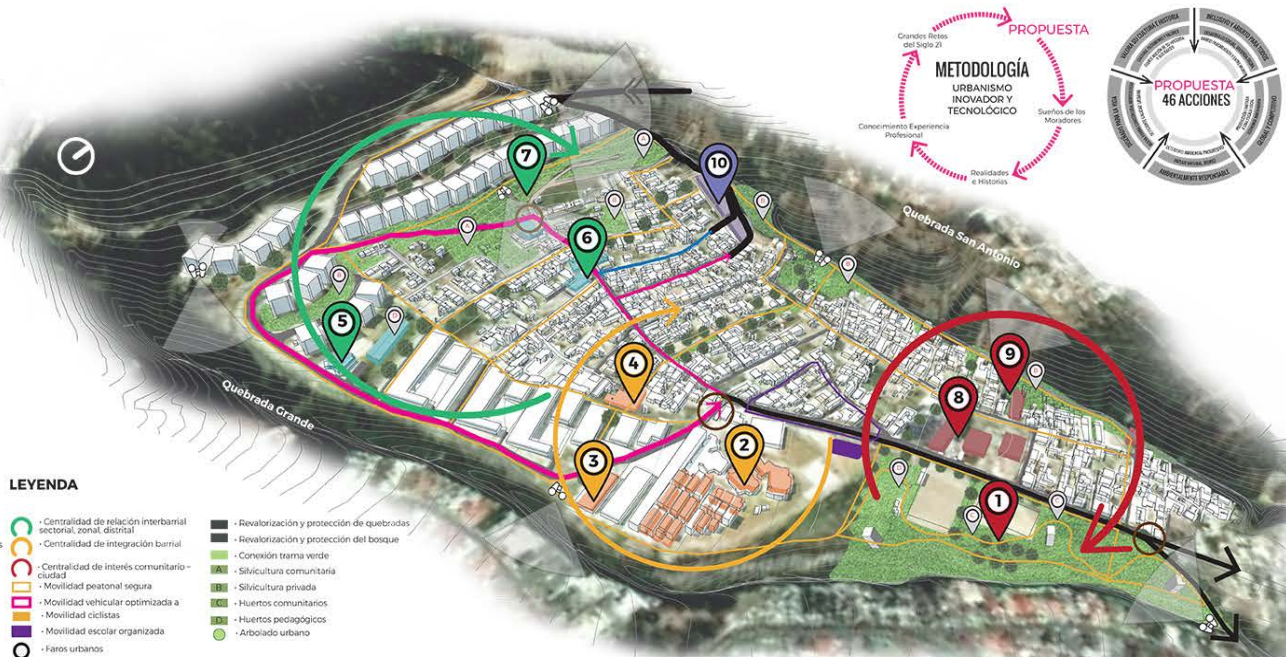 Grandes Retos
del Siglo 21
PROPUESTA
METODOLOGÍA
URBANISMO
INOVADOR Y
TECNOLÓGICO
Sueños de los
Moradores
Conocimiento Experiencia
Profesional
Realidades
e Historias
INCLUSIVO Y ABIERTO PARA TODOS
PROPUESTA
46 ACCIONES
AMBIENTALMENTE RESPONSABLE
Quebrada San Antonio
Quebrada Grande
7
10
6
5
4
9
8
3
2
1
LEYENDA
· Centralidad de relación interbarrial
sectorial, zonal, distrital
· Centralidad de integración barrial
· Centralidad de interés comunitario -
ciudad
· Movilidad peatonal segura
· Movilidad vehicular optimizada a
· Movilidad ciclistas
· Movilidad escolar organizada
· Faros urbanos
· Revalorización y protección de quebradas
· Revalorización y protección del bosque
· Conexión trama verde
A · Silvicultura comunitaria
B · Silvicultura privada
C · Huertos comunitarios
D · Huertos pedagógicos
· Arbolado urbano